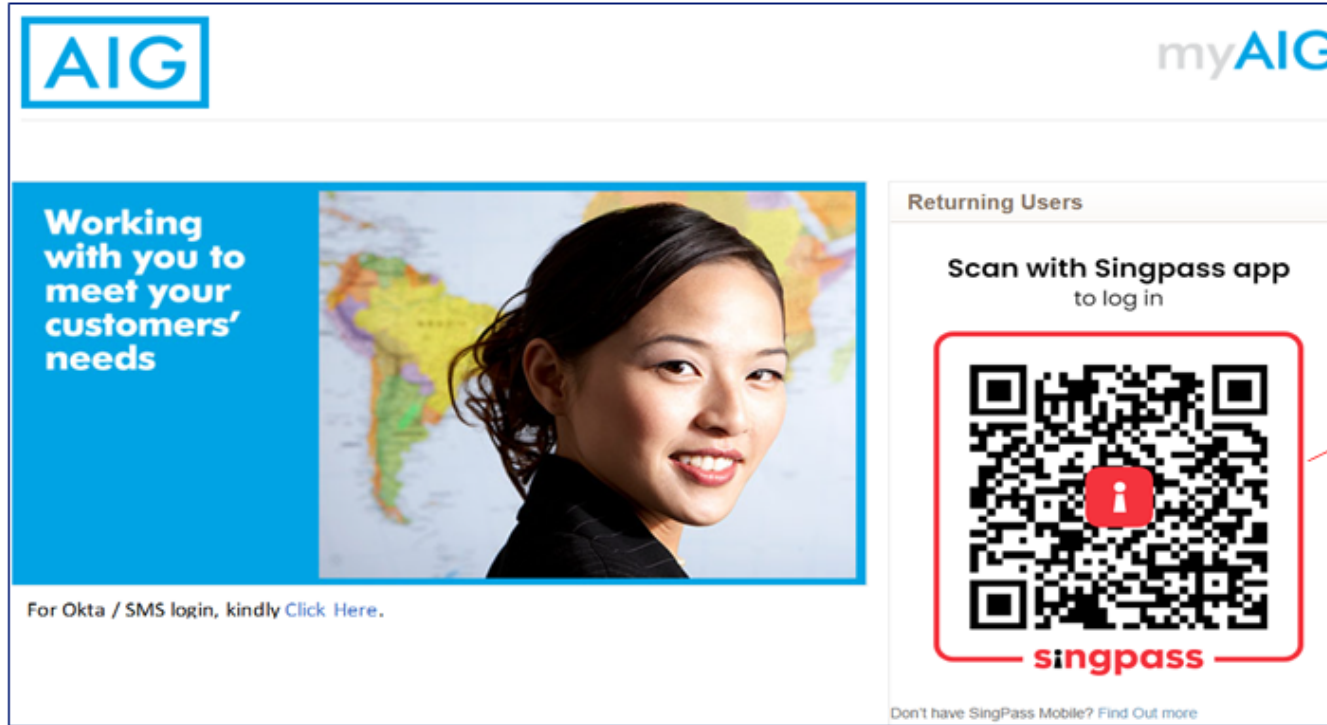 AIG
myAIG
Working
with you to
meet your
customers'
needs
For Okta / SMS login, kindly Click Here.
Returning Users
Scan with Singpass app
to log in
singpass
Don't have SingPass Mobile? Find Out more